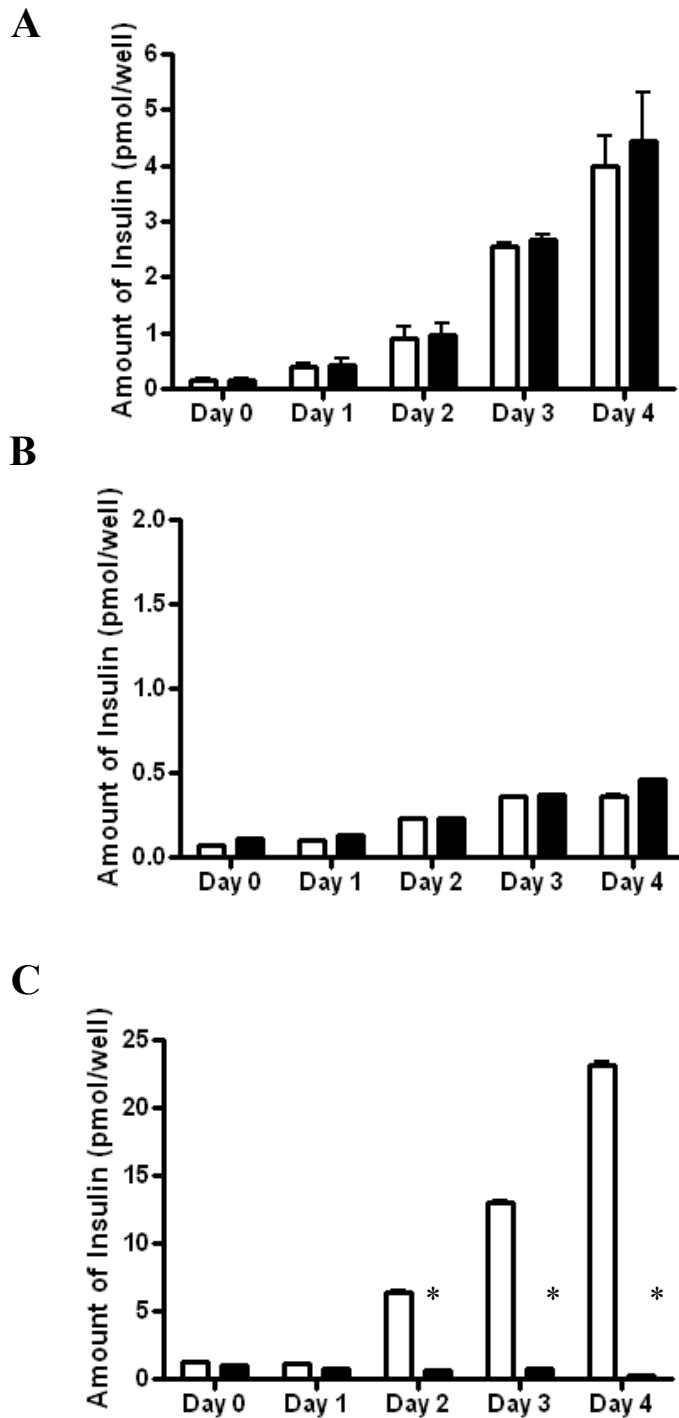 A
Amount of Insulin (pmol/well)
6
5
4
3
2
1
0
Day 0 Day 1 Day 2 Day 3 Day 4
B
Amount of Insulin (pmol/well)
2.0
1.5
1.0
0.5
0.0
Day 0 Day 1 Day 2 Day 3 Day 4
C
Amount of Insulin (pmol/well)
25
20
15
10
5
0
* * *
Day 0 Day 1 Day 2 Day 3 Day 4